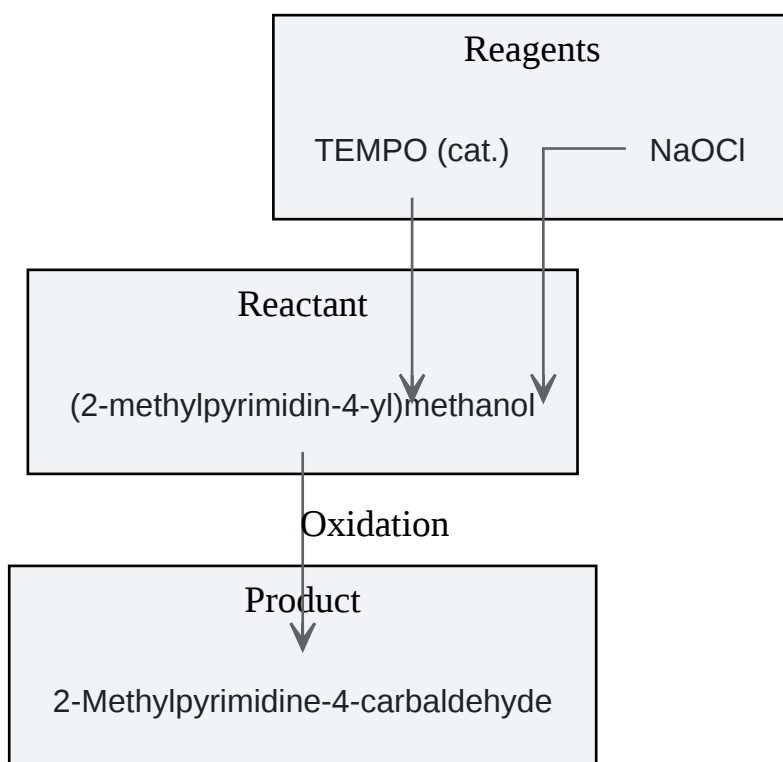 Reagents
TEMPO (cat.) NaOCl
Reactant
(2-methylpyrimidin-4-yl)methanol
Oxidation
Product
2-Methylpyrimidine-4-carbaldehyde